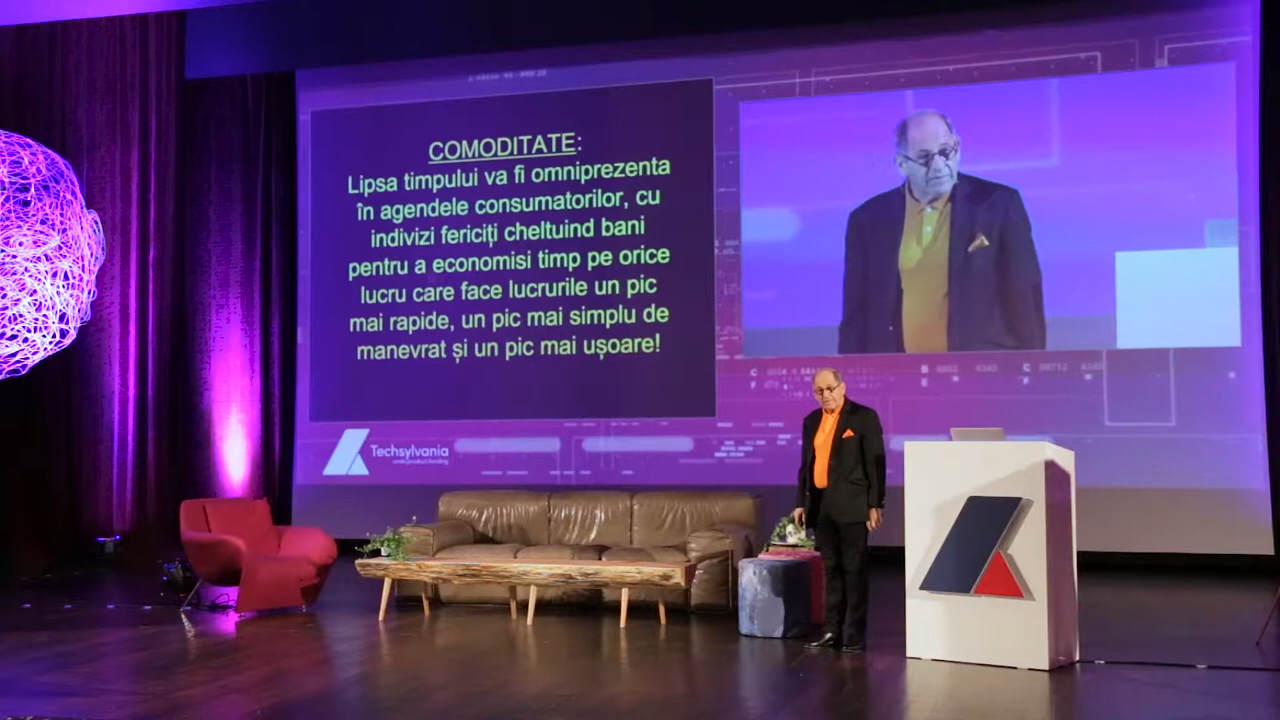 COMODITATE:
Lipsa timpului va fi omniprezenta
în agendele consumatorilor, cu
indivizi fericiți cheltuind bani
pentru a economisi timp pe orice
lucru care face lucrurile un pic
mai rapide, un pic mai simplu de
manevrat și un pic mai ușoare!
Techsylvania